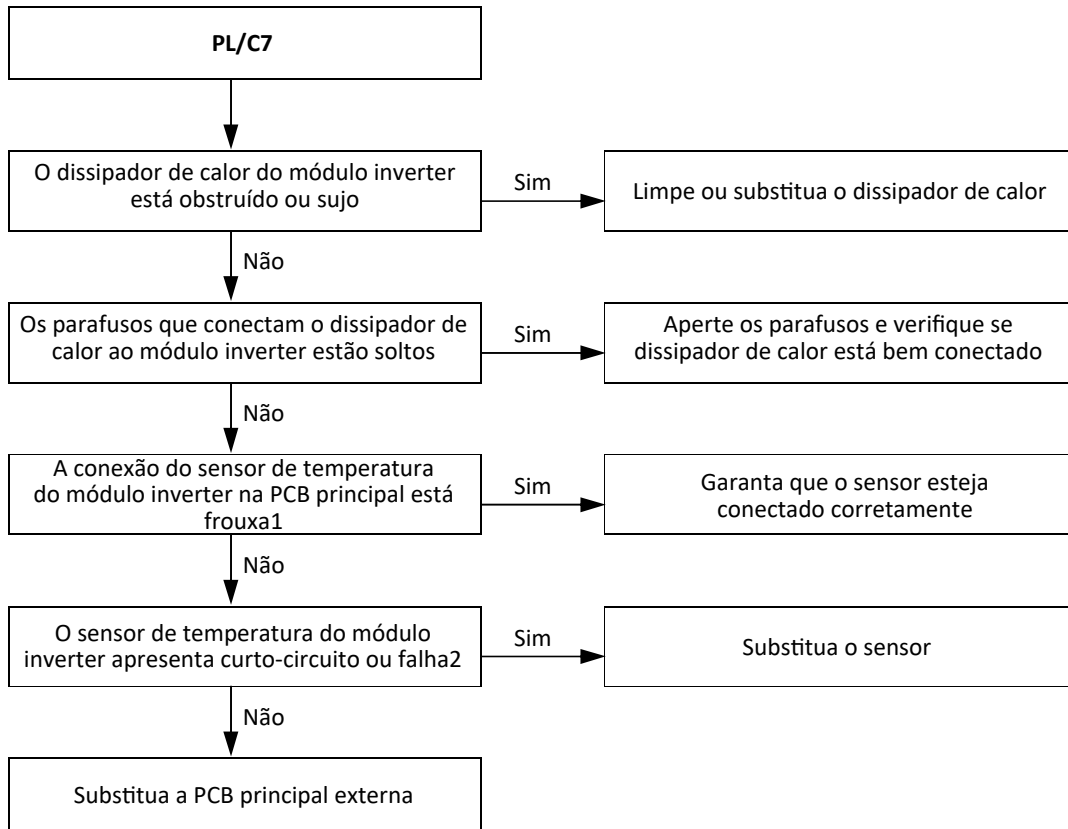 PL/C7
O dissipador de calor do módulo inverter
está obstruído ou sujo
Sim
Limpe ou substitua o dissipador de calor
Não
Os parafusos que conectam o dissipador de
calor ao módulo inverter estão soltos
Sim
Aperte os parafusos e verifique se
dissipador de calor está bem conectado
Não
A conexão do sensor de temperatura
do módulo inverter na PCB principal está
frouxa1
Sim
Garanta que o sensor esteja
conectado corretamente
Não
O sensor de temperatura do módulo
inverter apresenta curto-circuito ou falha2
Sim
Substitua o sensor
Não
Substitua a PCB principal externa